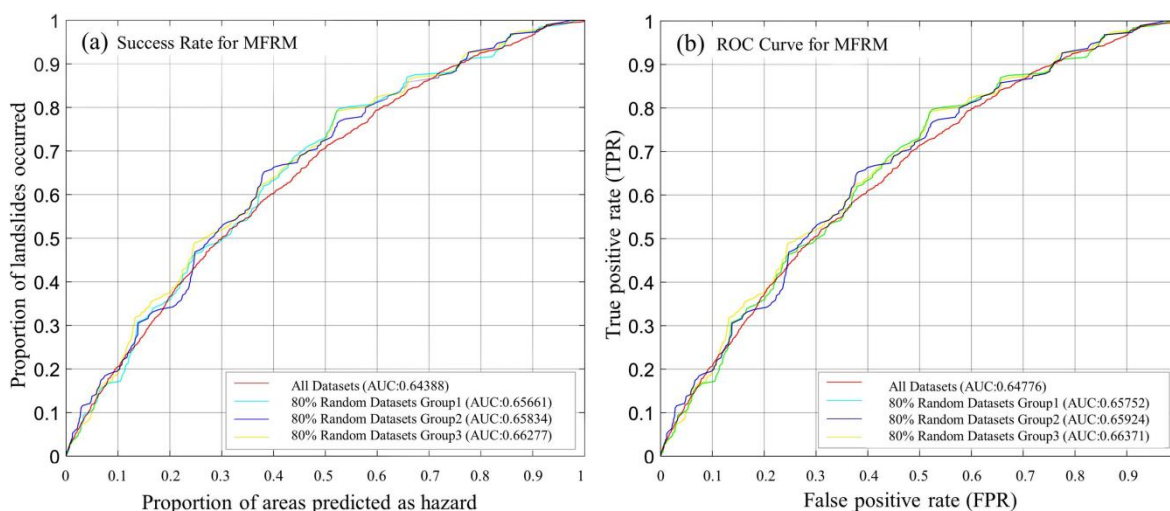 (a) Success Rate for MFRM
Proportion of landslides occurred
1
0.9
0.8
0.7
0.6
0.5
0.4
0.3
0.2
0.1
0
0 0.1 0.2 0.3 0.4 0.5 0.6 0.7 0.8 0.9 1
Proportion of areas predicted as hazard
All Datasets (AUC:0.64388)
80% Random Datasets Group1 (AUC:0.65661)
80% Random Datasets Group2 (AUC:0.65834)
80% Random Datasets Group3 (AUC:0.66277)
(b) ROC Curve for MFRM
True positive rate (TPR)
1
0.9
0.8
0.7
0.6
0.5
0.4
0.3
0.2
0.1
0
0 0.1 0.2 0.3 0.4 0.5 0.6 0.7 0.8 0.9
False positive rate (FPR)
All Datasets (AUC:0.64776)
80% Random Datasets Group1 (AUC:0.65752)
80% Random Datasets Group2 (AUC:0.65924)
80% Random Datasets Group3 (AUC:0.66371)